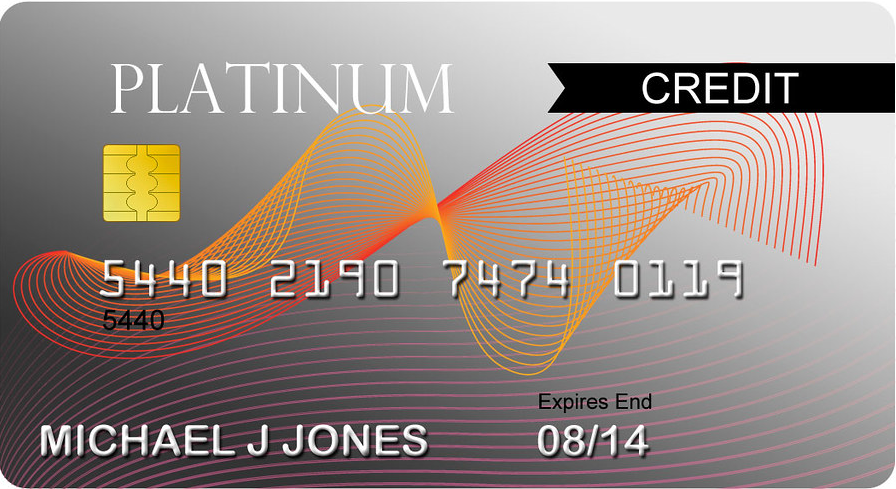 PLATINUM
CREDIT
5440 2190 7474 0119
5440
Expires End
MICHAEL J JONES
08/14